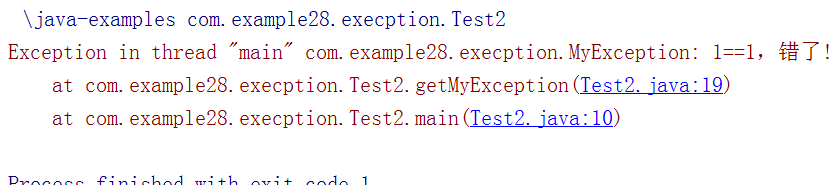 \java-examples com.example28.execption.Test2
Exception in thread "main" com.example28.execption.MyException: 1==1，错了!
at com.example28.execption.Test2.getMyException(Test2.java:19)
at com.example28.execption.Test2.main(Test2.java:10)
Process finished with exit code 1